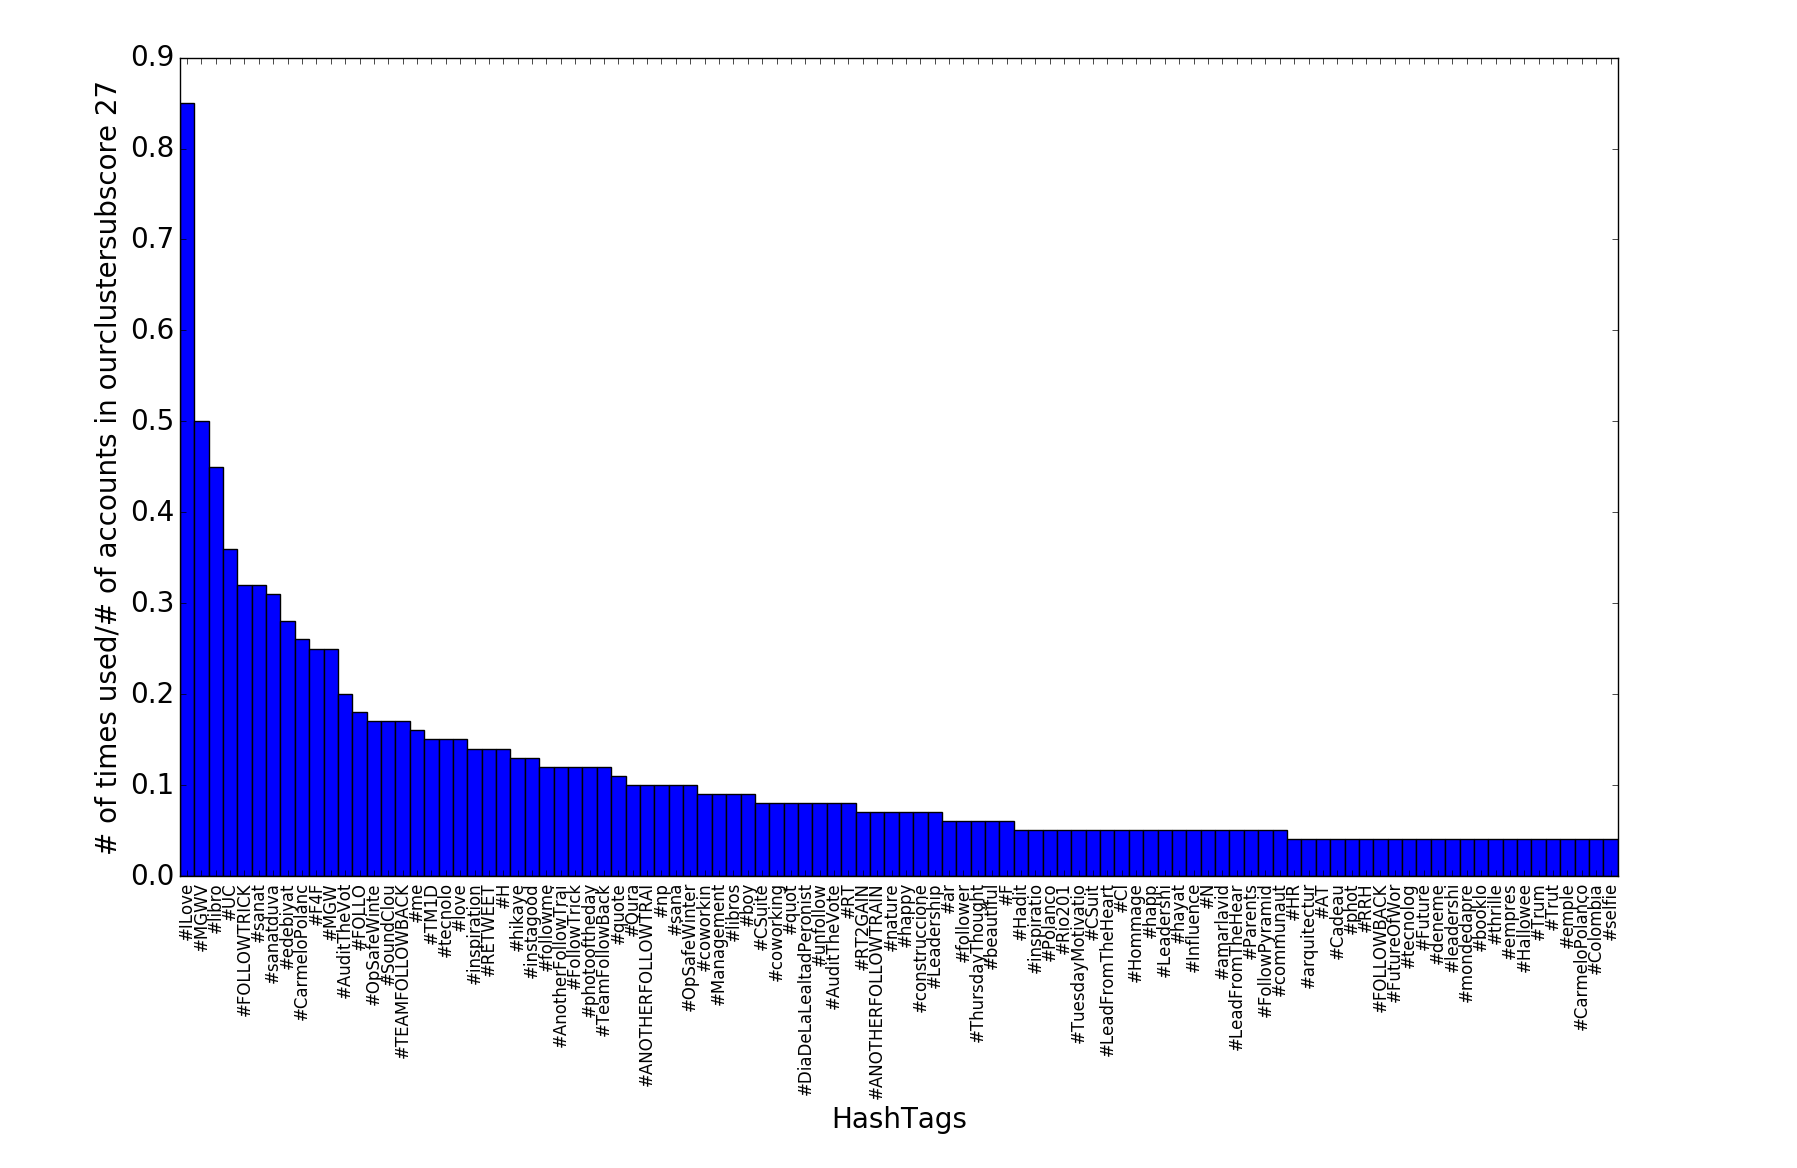 # of times used/# of accounts in ourclustersubscore 27
0.9
0.8
0.7
0.6
0.5
0.4
0.3
0.2
0.1
0.0
#ILove
#MGWV
#libro
#UC
#FOLLOWTRICK
#sanat
#sanatduva
#edebiyat
#CarmeloPolanc
#F4F
#MGW
#AuditTheVot
#FOLLO
#OpSafeWinte
#SoundClou
#TEAMFOLLOWBACK
#me
#TM1D
#tecnolo
#love
#inspiration
#RETWEET
#H
#hikaye
#instagood
#followme
#AnotherFollowTrai
#FollowTick
#photooftheday
#TeamFollowBack
#quote
#Oura
#ANOTHERFOLLOWTRAI
#np
#sana
#OpSafeWinter
#coworkin
#Management
#libros
#boy
#CSuite
#coworking
#quot
#DiaDeLaLealtadPeronist
#unfollow
#AuditTheVote
#RT
#RT2GAIN
#ANOTHERFOLLOWTRAIN
#nature
#happy
#construccione
#Leadership
#ar
#follower
#ThursdayThought
#beautiful
#F
#Hadit
#inspiratio
#Polanco
#Rio201
#TuesdayMotivatio
#CSuit
#LeadFromTheHeart
#CI
#Hommage
#happ
#Leadershi
#hayat
#Influence
#N
#amarlavid
#LeadFromTheHear
#Parents
#FollowPyramid
#communaut
#HR
#arquitectur
#AT
#Cadeau
#phot
#RRH
#FOLLOWBACK
#FutureOfWor
#tecnolog
#Future
#deneme
#leadershi
#mondedapre
#booklo
#thrille
#empres
#Hallowee
#Trum
#Trut
#emple
#CarmeloPolanco
#Colombia
#selfie
HashTags